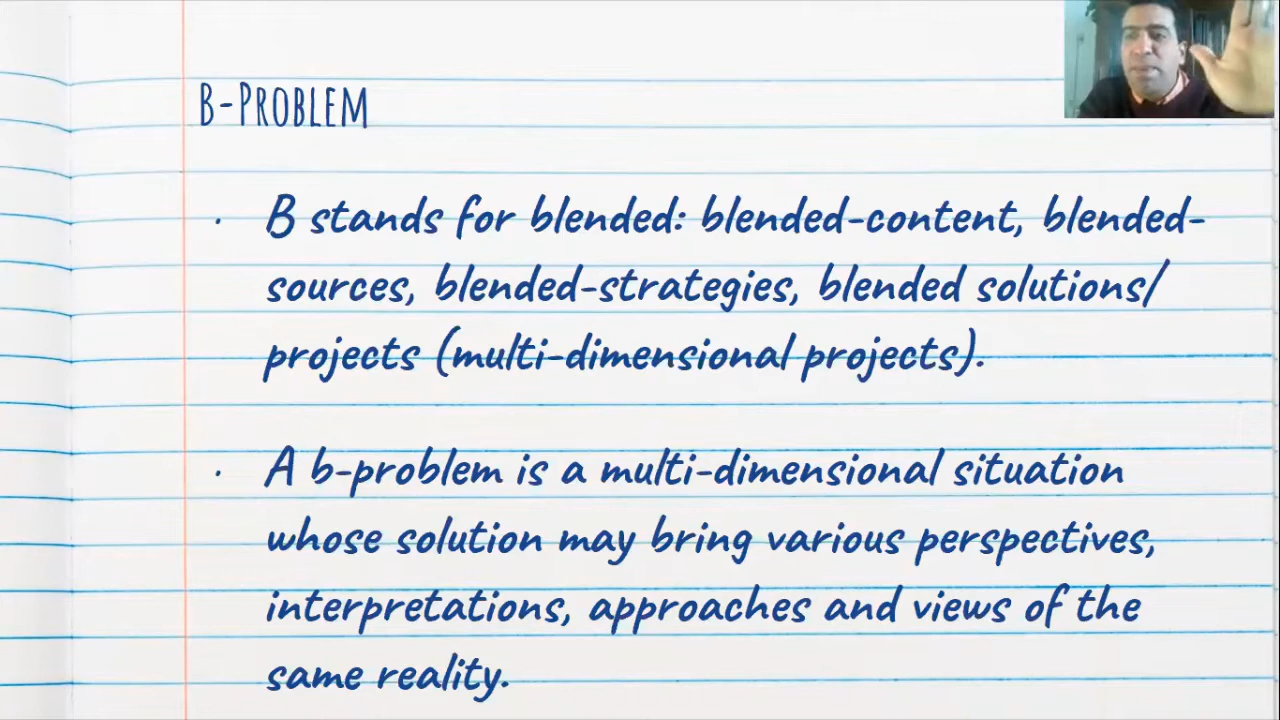 B-Problem
· B stands for blended: blended-content, blended-
sources, blended-strategies, blended solutions/
projects (multi-dimensional projects).
· A b-problem is a multi-dimensional situation
whose solution may bring various perspectives,
interpretations, approaches and views of the
same reality.